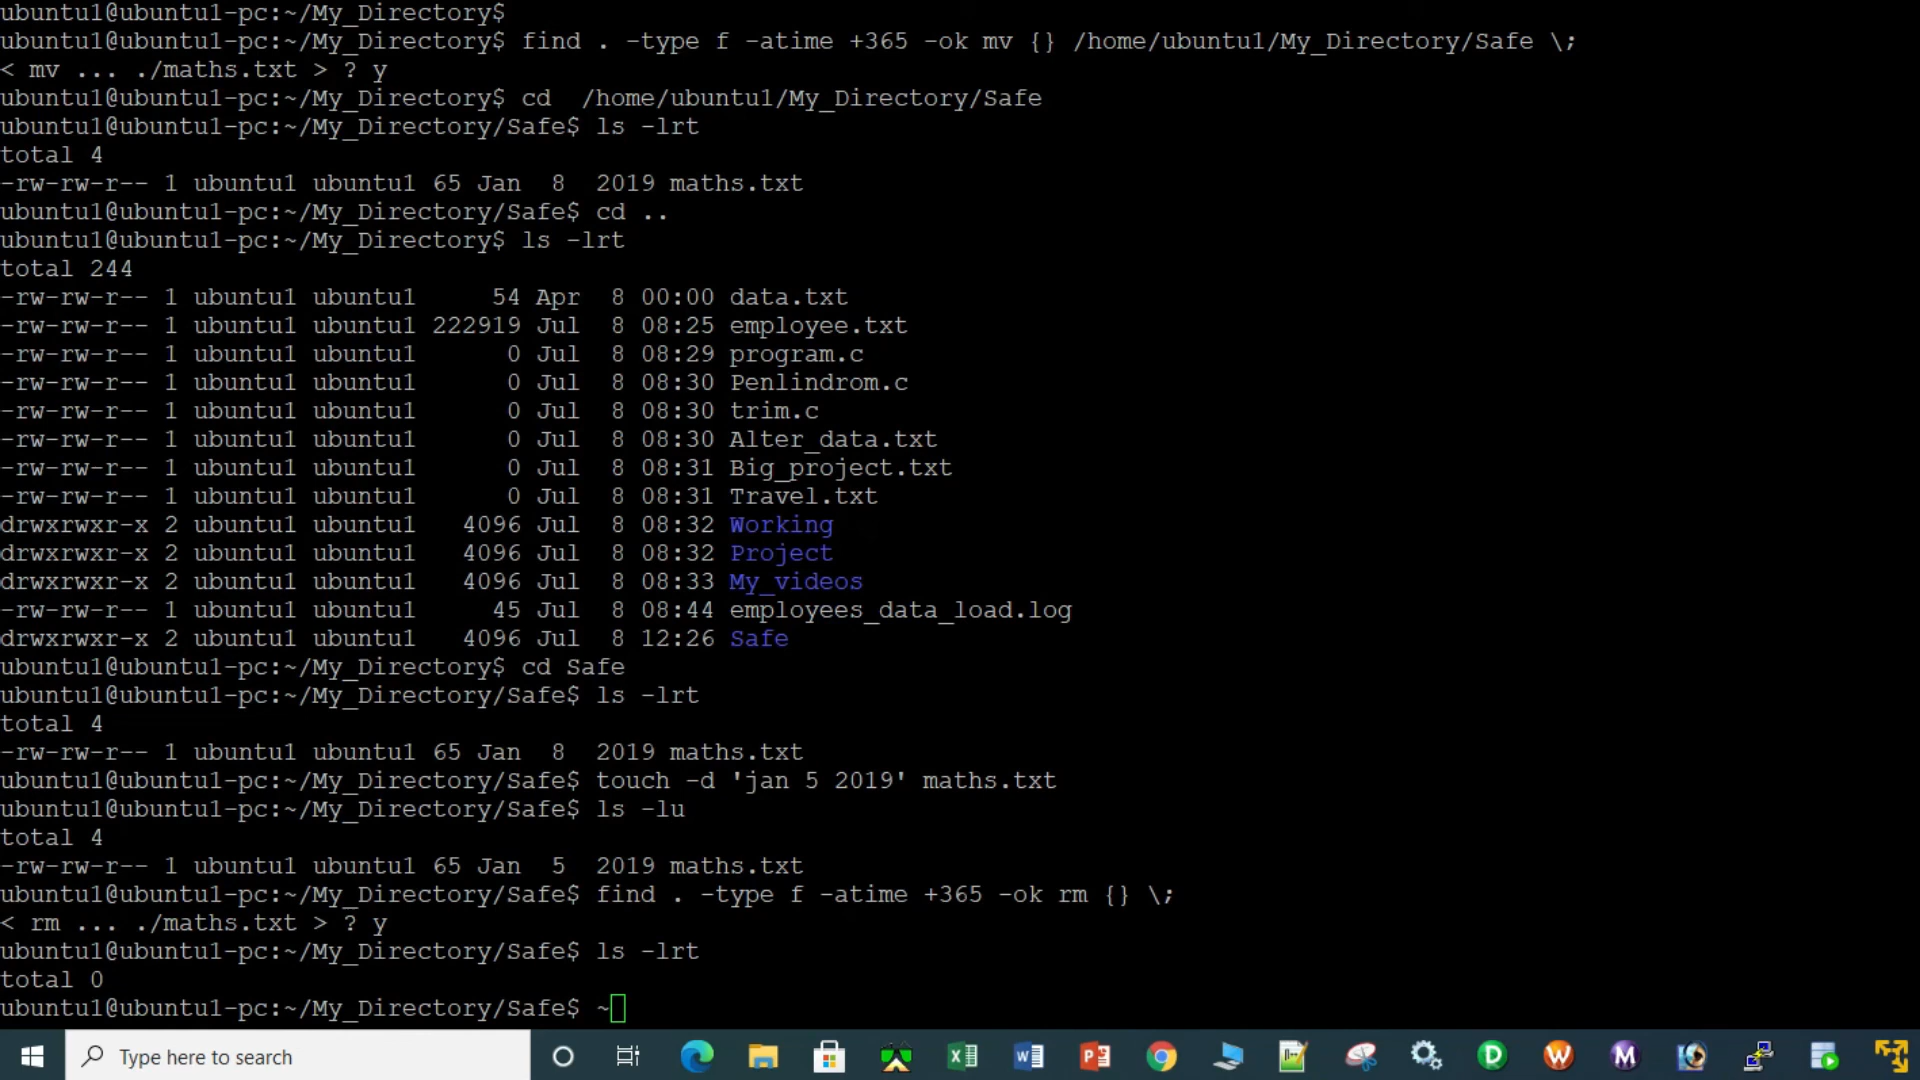 ubuntu1@ubuntu1-pc:~/My_Directory$
ubuntu1@ubuntu1-pc:~/My_Directory$ find . -type f -atime +365 -ok mv {} /home/ubuntu1/My_Directory/Safe \;
< mv ... ./maths.txt > ? y
ubuntu1@ubuntu1-pc:~/My_Directory$ cd  /home/ubuntu1/My_Directory/Safe
ubuntu1@ubuntu1-pc:~/My_Directory/Safe$ ls -lrt
total 4
-rw-rw-r-- 1 ubuntu1 ubuntu1 65 Jan  8  2019 maths.txt
ubuntu1@ubuntu1-pc:~/My_Directory/Safe$ cd ..
ubuntu1@ubuntu1-pc:~/My_Directory$ ls -lrt
total 244
-rw-rw-r-- 1 ubuntu1 ubuntu1     54 Apr  8 00:00 data.txt
-rw-rw-r-- 1 ubuntu1 ubuntu1 222919 Jul  8 08:25 employee.txt
-rw-rw-r-- 1 ubuntu1 ubuntu1      0 Jul  8 08:29 program.c
-rw-rw-r-- 1 ubuntu1 ubuntu1      0 Jul  8 08:30 Penlindrom.c
-rw-rw-r-- 1 ubuntu1 ubuntu1      0 Jul  8 08:30 trim.c
-rw-rw-r-- 1 ubuntu1 ubuntu1      0 Jul  8 08:30 Alter_data.txt
-rw-rw-r-- 1 ubuntu1 ubuntu1      0 Jul  8 08:31 Big_project.txt
-rw-rw-r-- 1 ubuntu1 ubuntu1      0 Jul  8 08:31 Travel.txt
drwxrwxr-x 2 ubuntu1 ubuntu1   4096 Jul  8 08:32 Working
drwxrwxr-x 2 ubuntu1 ubuntu1   4096 Jul  8 08:32 Project
drwxrwxr-x 2 ubuntu1 ubuntu1   4096 Jul  8 08:33 My_videos
-rw-rw-r-- 1 ubuntu1 ubuntu1     45 Jul  8 08:44 employees_data_load.log
drwxrwxr-x 2 ubuntu1 ubuntu1   4096 Jul  8 12:26 Safe
ubuntu1@ubuntu1-pc:~/My_Directory$ cd Safe
ubuntu1@ubuntu1-pc:~/My_Directory/Safe$ ls -lrt
total 4
-rw-rw-r-- 1 ubuntu1 ubuntu1 65 Jan  8  2019 maths.txt
ubuntu1@ubuntu1-pc:~/My_Directory/Safe$ touch -d 'jan 5 2019' maths.txt
ubuntu1@ubuntu1-pc:~/My_Directory/Safe$ ls -lu
total 4
-rw-rw-r-- 1 ubuntu1 ubuntu1 65 Jan  5  2019 maths.txt
ubuntu1@ubuntu1-pc:~/My_Directory/Safe$ find . -type f -atime +365 -ok rm {} \;
< rm ... ./maths.txt > ? y
ubuntu1@ubuntu1-pc:~/My_Directory/Safe$ ls -lrt
total 0
ubuntu1@ubuntu1-pc:~/My_Directory/Safe$ ~
Type here to search